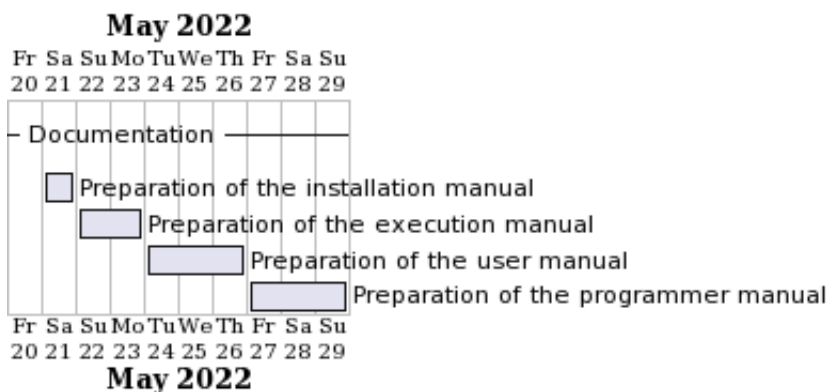 May 2022
Fr Sa Su Mo Tu We Th Fr Sa Su
20 21 22 23 24 25 26 27 28 29
Documentation
Preparation of the installation manual
Preparation of the execution manual
Preparation of the user manual
Preparation of the programmer manual
Fr Sa Su Mo Tu We Th Fr Sa Su
20 21 22 23 24 25 26 27 28 29
May 2022